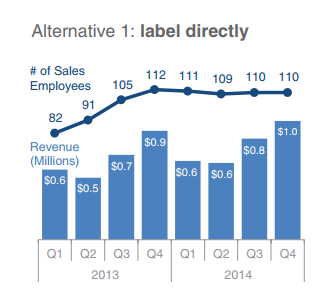 Alternative 1: label directly
# of Sales
Employees
82 91 105 112 111 109 110 110
Revenue
(Millions)
$0.6 $0.5 $0.7 $0.9 $0.6 $0.6 $0.8 $1.0
Q1 Q2 Q3 Q4 Q1 Q2 Q3 Q4
2013 2014